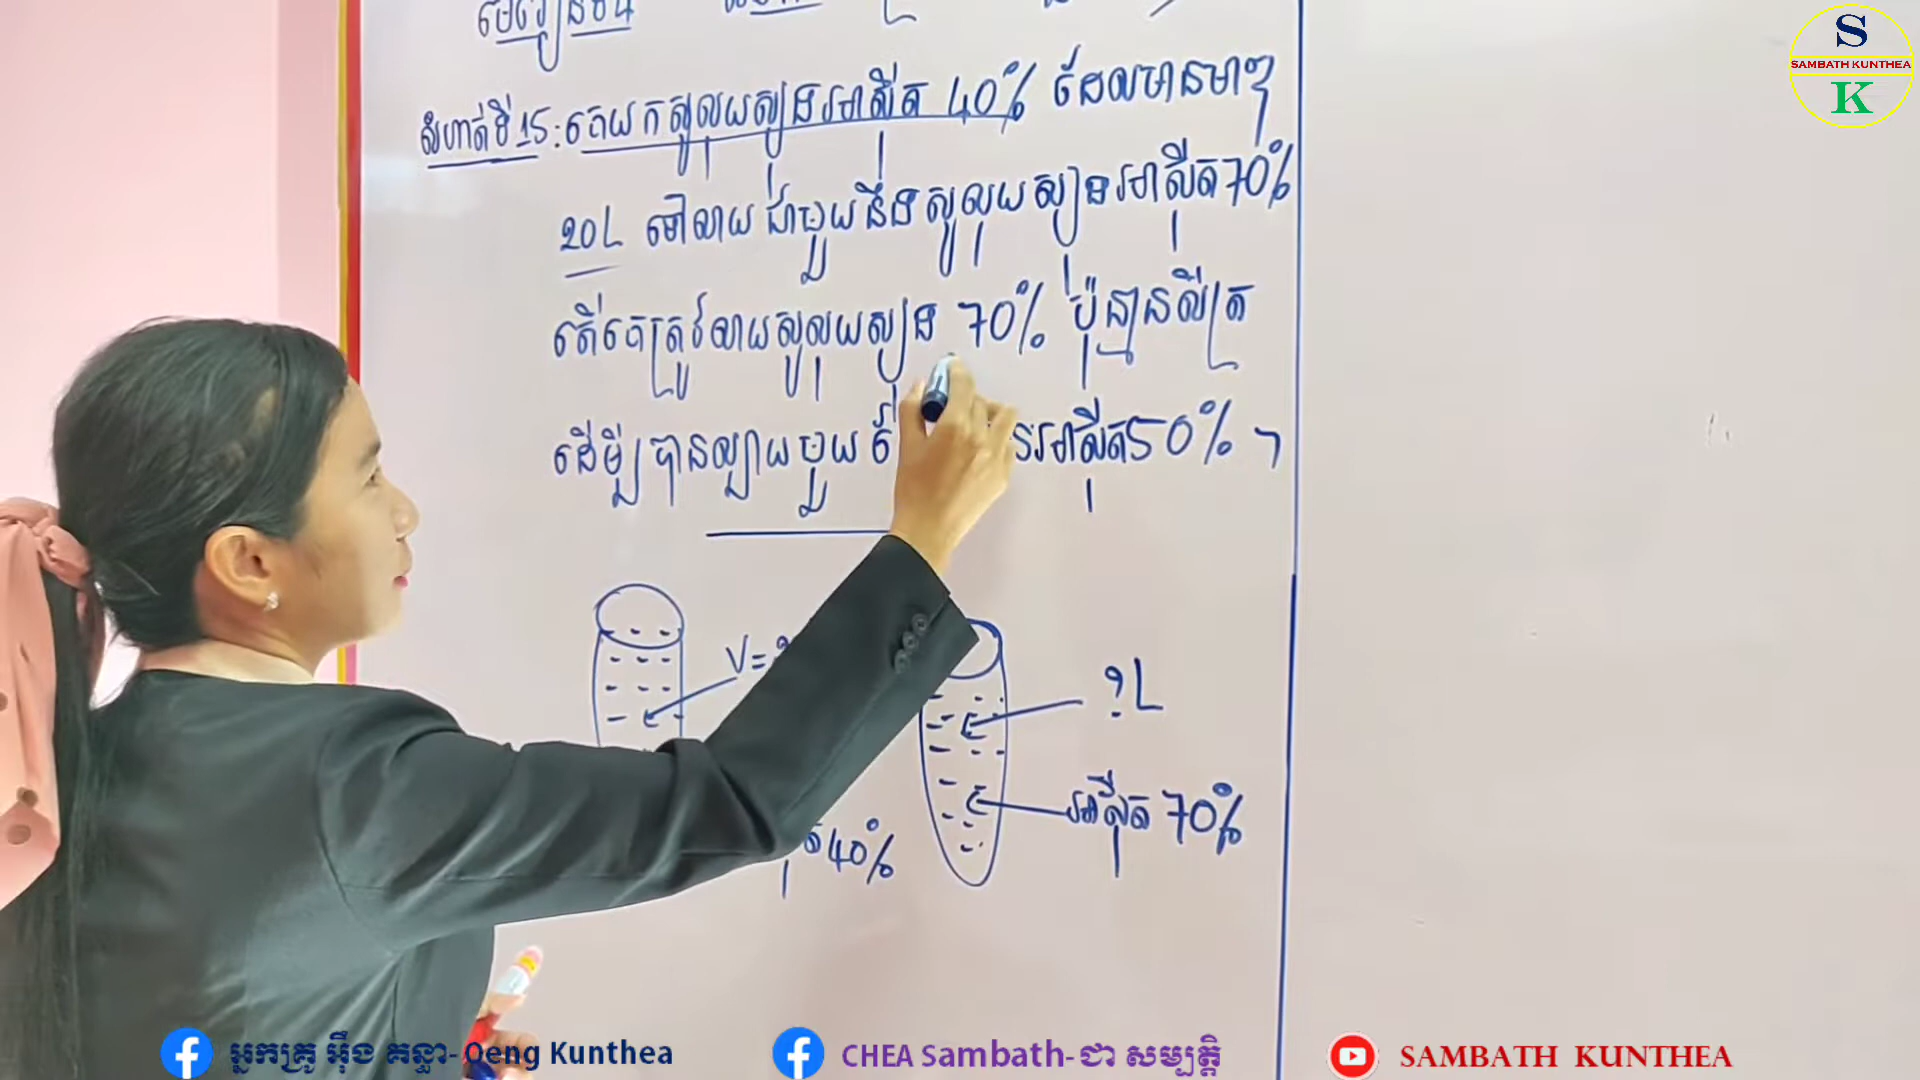 លំហាត់ទី 15: គេយកសូលុយស្យុងអាស៊ីត 40% ដែលមានមាឌ
20L ទៅលាយជាមួយនឹងសូលុយស្យុងអាស៊ីត 70%
តើគេត្រូវលាយសូលុយស្យុង 70% ប៉ុន្មានលីត្រ
ដើម្បីបានល្បាយមួយ មានអាស៊ីត 50% ។
V=
?L
អាស៊ីត 70%
40%
S
SAMBATH KUNTHEA
K
អ្នកគ្រូ អ៊ឹង គន្ធា-Oeng Kunthea
CHEA Sambath-ជា សម្បត្តិ
SAMBATH KUNTHEA